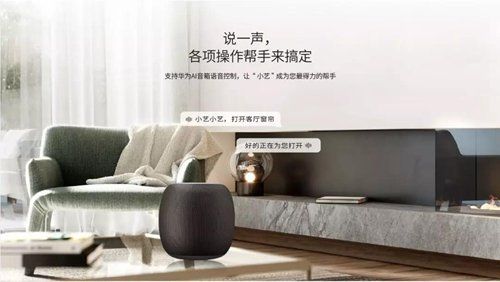 说一声，
各项操作帮手来搞定
支持华为AI音箱语音控制，让“小艺”成为您最得力的帮手
小艺小艺，打开客厅窗帘
好的正在为您打开